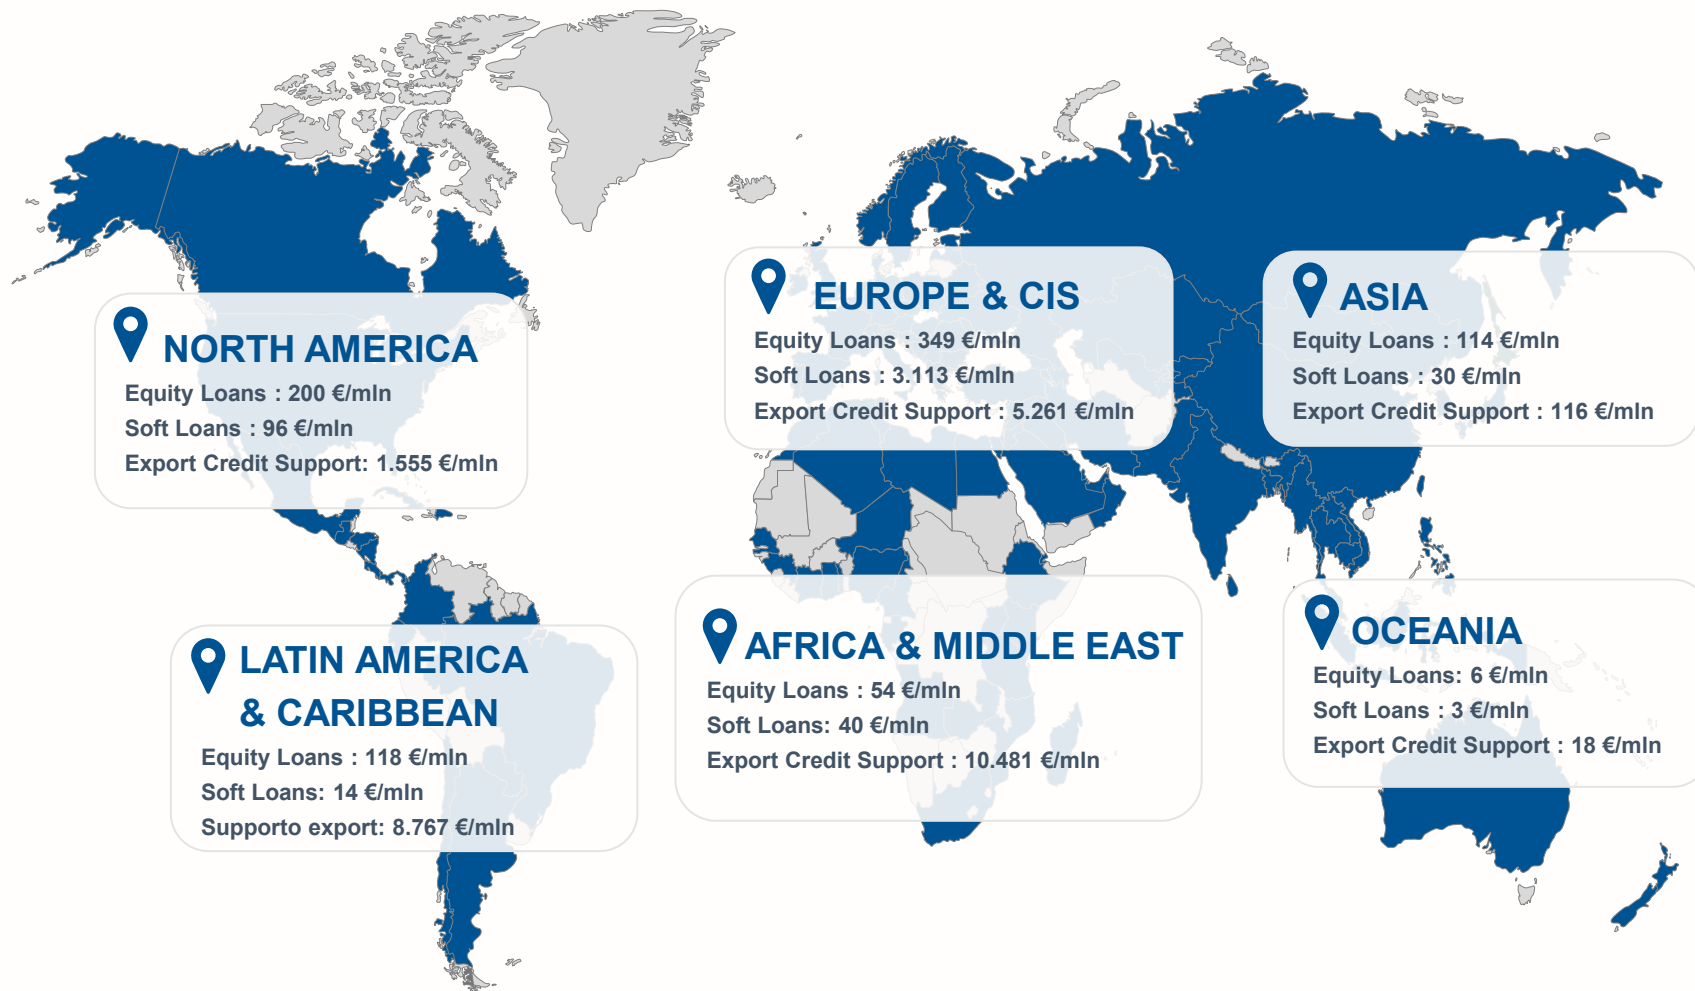 NORTH AMERICA
Equity Loans : 200 €/mln
Soft Loans : 96 €/mln
Export Credit Support: 1.555 €/mln
EUROPE & CIS
Equity Loans : 349 €/mln
Soft Loans : 3.113 €/mln
Export Credit Support : 5.261 €/mln
ASIA
Equity Loans : 114 €/mln
Soft Loans : 30 €/mln
Export Credit Support : 116 €/mln
LATIN AMERICA
& CARIBBEAN
Equity Loans : 118 €/mln
Soft Loans: 14 €/mln
Supporto export: 8.767 €/mln
AFRICA & MIDDLE EAST
Equity Loans : 54 €/mln
Soft Loans: 40 €/mln
Export Credit Support : 10.481 €/mln
OCEANIA
Equity Loans: 6 €/mln
Soft Loans : 3 €/mln
Export Credit Support : 18 €/mln